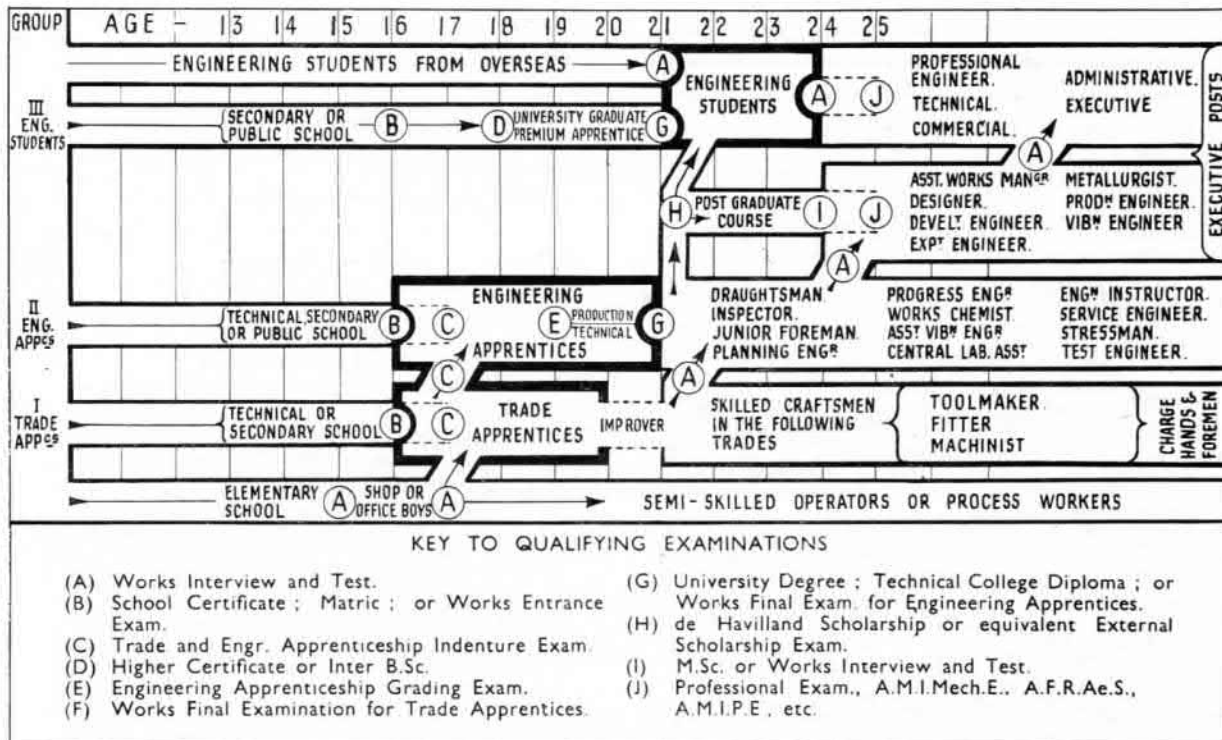 GROUP AGE - 13 14 15 16 17 18 19 20 21 22 23 24 25
ENGINEERING STUDENTS FROM OVERSEAS A
III
ENG.
STUDENTS
SECONDARY OR
PUBLIC SCHOOL
B
D
UNIVERSITY GRADUATE
PREMIUM APPRENTICE
G
ENGINEERING
STUDENTS
A
J
PROFESSIONAL
ENGINEER.
TECHNICAL.
COMMERCIAL.
ADMINISTRATIVE.
EXECUTIVE
A
EXECUTIVE POSTS
H
POST GRADUATE
COURSE
I
J
ASST. WORKS MANGR
DESIGNER.
DEVELT ENGINEER.
EXPT ENGINEER.
METALLURGIST.
PRODN ENGINEER.
VIBN ENGINEER
A
II
ENG.
APPCS
TECHNICAL, SECONDARY
OR PUBLIC SCHOOL
B
C
ENGINEERING
APPRENTICES
E
PRODUCTION
TECHNICAL
G
C
DRAUGHTSMAN.
INSPECTOR.
JUNIOR FOREMAN.
PLANNING ENGR
PROGRESS ENGR
WORKS CHEMIST.
ASST VIBN ENGR
CENTRAL LAB. ASST
ENGN INSTRUCTOR.
SERVICE ENGINEER.
STRESSMAN.
TEST ENGINEER.
A
I
TRADE
APPCS
TECHNICAL OR
SECONDARY SCHOOL
B
C
TRADE
APPRENTICES
IMPROVER
SKILLED CRAFTSMEN
IN THE FOLLOWING
TRADES
TOOLMAKER.
FITTER
MACHINIST
CHARGE
HANDS &
FOREMEN
ELEMENTARY
SCHOOL
A
SHOP OR
OFFICE BOYS
A
SEMI-SKILLED OPERATORS OR PROCESS WORKERS
KEY TO QUALIFYING EXAMINATIONS
(A) Works Interview and Test.
(B) School Certificate ; Matric ; or Works Entrance
Exam.
(C) Trade and Engr. Apprenticeship Indenture Exam.
(D) Higher Certificate or Inter B.Sc.
(E) Engineering Apprenticeship Grading Exam.
(F) Works Final Examination for Trade Apprentices.
(G) University Degree ; Technical College Diploma ; or
Works Final Exam. for Engineering Apprentices.
(H) de Havilland Scholarship or equivalent External
Scholarship Exam.
(I) M.Sc. or Works Interview and Test.
(J) Professional Exam., A.M.I.Mech.E.. A.F.R.Ae.S.,
A.M.I.P.E , etc.